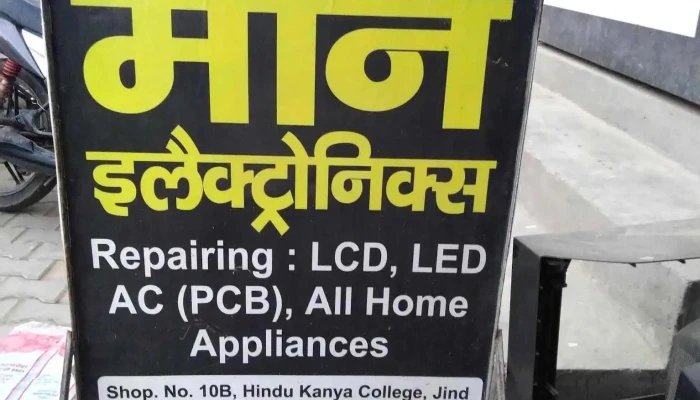 मान
इलैक्ट्रोनिक्स
Repairing : LCD, LED
AC (PCB), All Home
Appliances
Shop. No. 10B, Hindu Kanya College, Jind